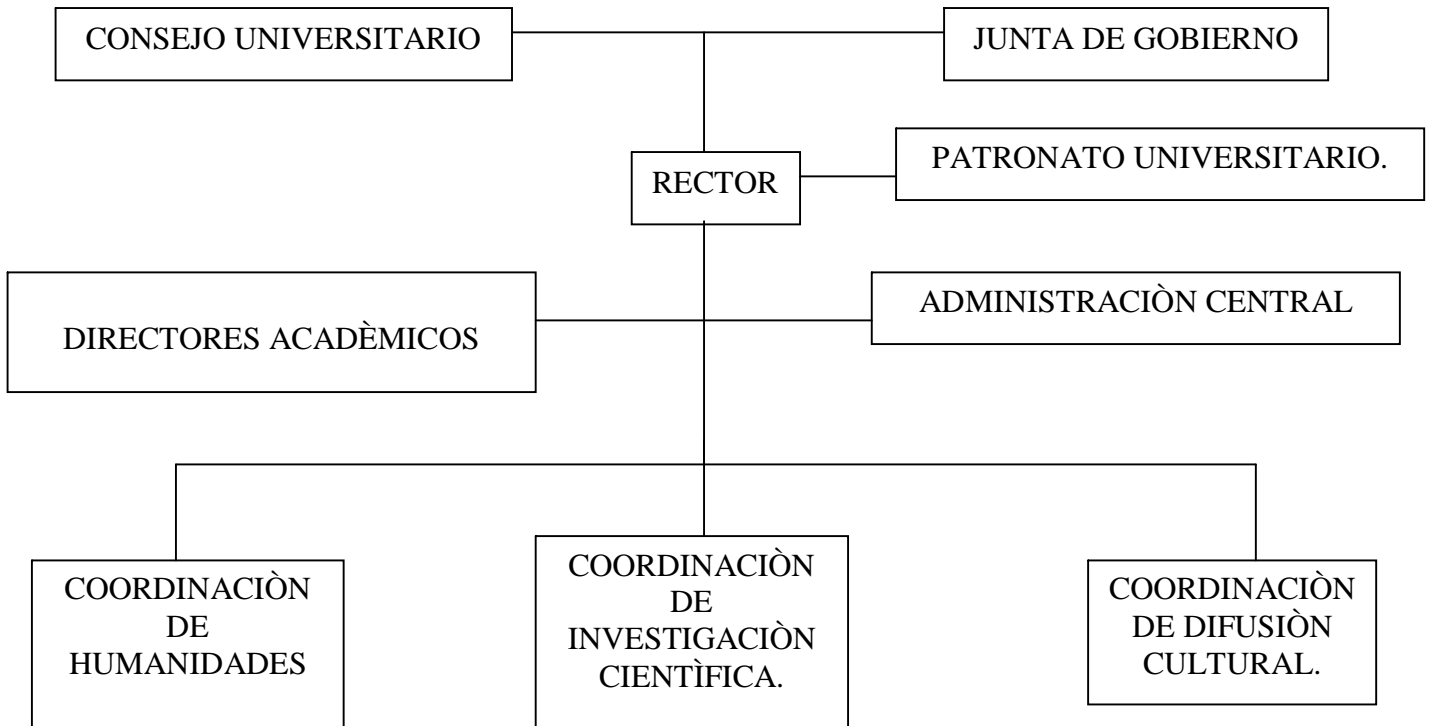 CONSEJO UNIVERSITARIO
JUNTA DE GOBIERNO
PATRONATO UNIVERSITARIO.
RECTOR
ADMINISTRACIÒN CENTRAL
DIRECTORES ACADÈMICOS
COORDINACIÒN
DE
HUMANIDADES
COORDINACIÒN
DE
INVESTIGACIÒN
CIENTÌFICA.
COORDINACIÒN
DE DIFUSIÒN
CULTURAL.